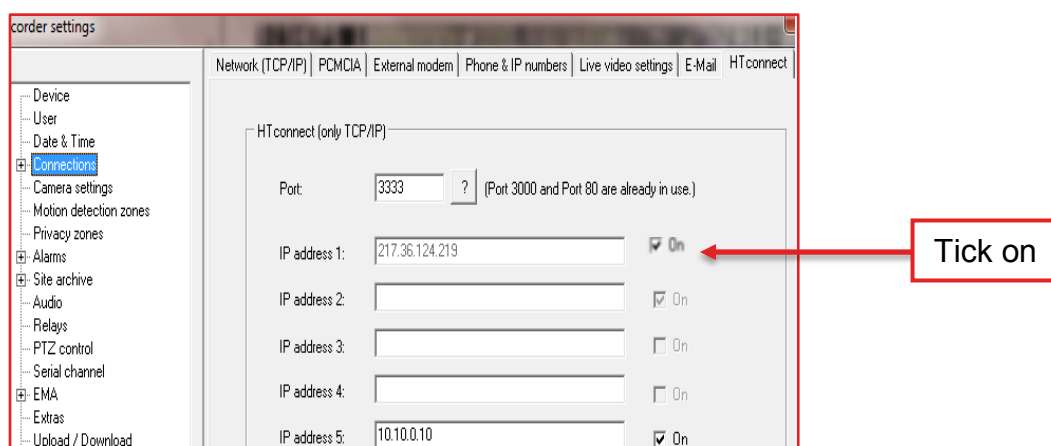 corder settings
Network (TCP/IP) PCMCIA External modem Phone & IP numbers Live video settings E-Mail HTconnect
Device
User
Date & Time
Connections
Camera settings
Motion detection zones
Privacy zones
Alarms
Site archive
Audio
Relays
PTZ control
Serial channel
EMA
Extras
Upload / Download
HTconnect (only TCP/IP)
Port: 3333 ? (Port 3000 and Port 80 are already in use.)
IP address 1: 217.36.124.219 On
IP address 2: On
IP address 3: On
IP address 4: On
IP address 5: 10.10.0.10 On
Tick on